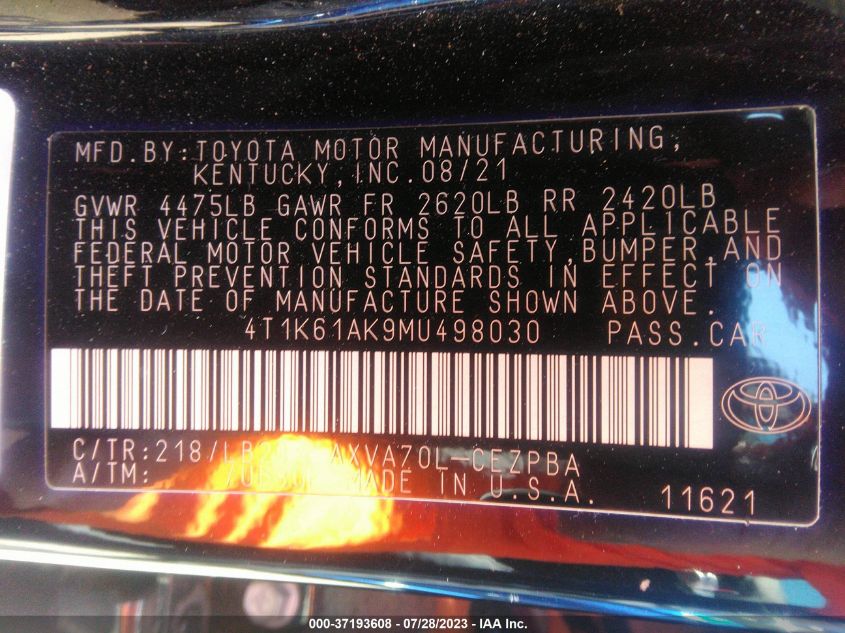 MFD.BY:TOYOTA MOTOR MANUFACTURING,
KENTUCKY,INC.08/21
GVWR 4475LB GAWR FR 2620LB RR 2420LB
THIS VEHICLE CONFORMS TO ALL APPLICABLE
FEDERAL MOTOR VEHICLE SAFETY,BUMPER,AND
THEFT PREVENTION STANDARDS IN EFFECT ON
THE DATE OF MANUFACTURE SHOWN ABOVE.
4T1K61AK9MU498030 PASS.CAR
C/TR:218/ AXVA70L-CEZPBA
A/TM: MADE IN U.S.A. 11621
000-37193608 - 07/28/2023 - IAA Inc.